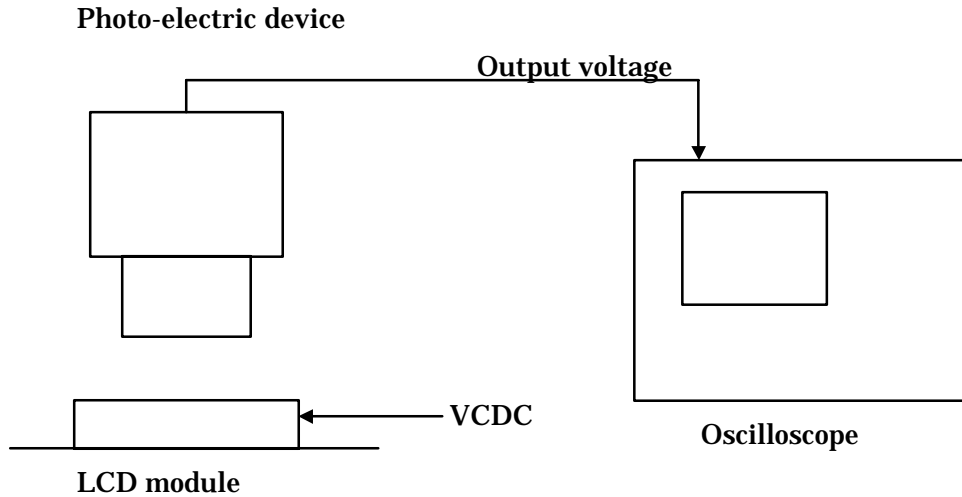 Photo-electric device
Output voltage
VCDC
Oscilloscope
LCD module